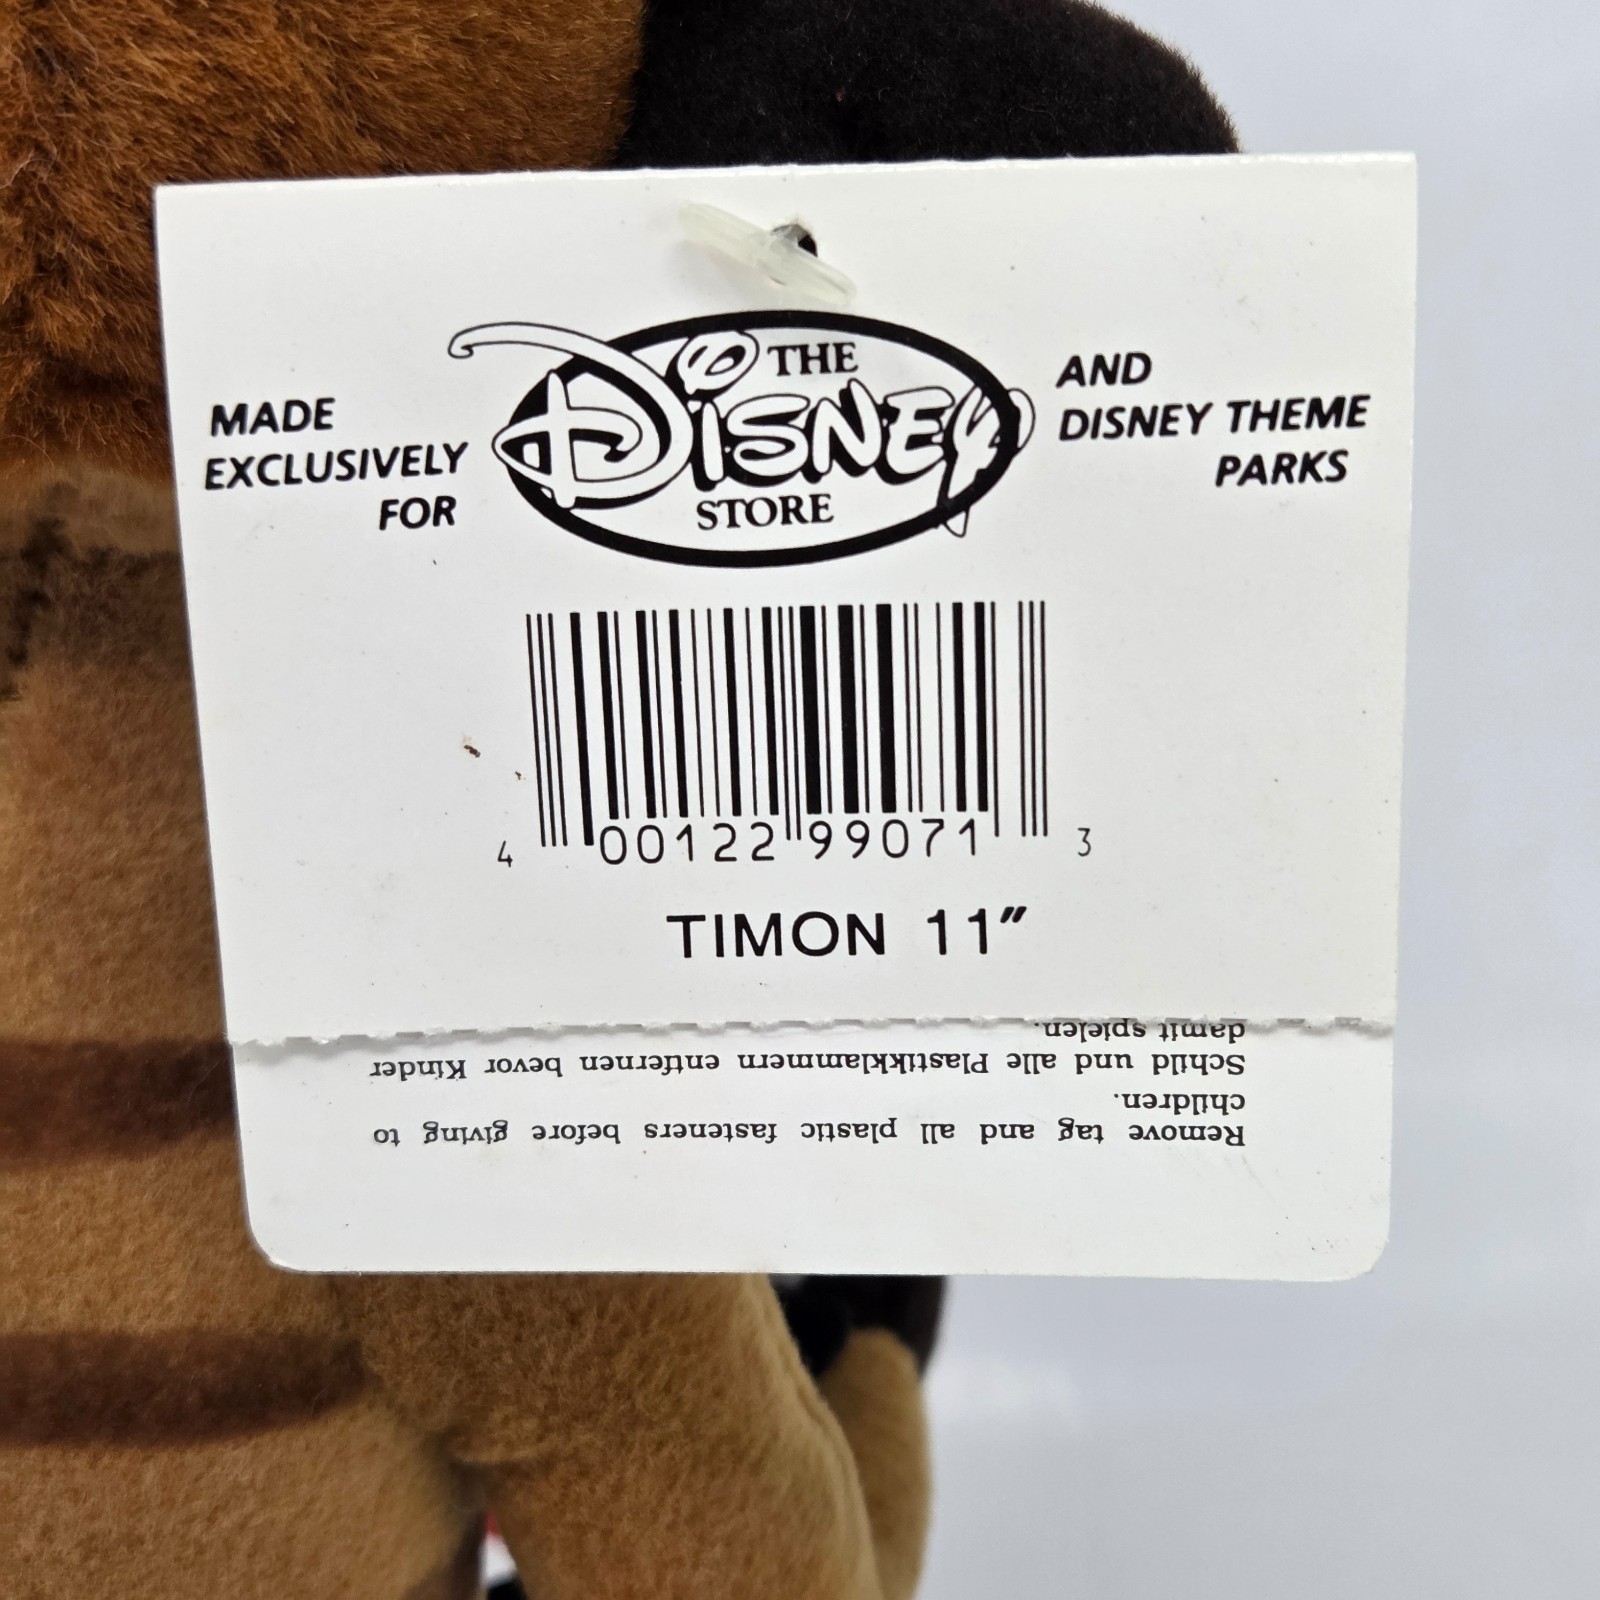 MADE
EXCLUSIVELY
FOR
THE
DISNEY
STORE
AND
DISNEY THEME
PARKS
4 00122 99071 3
TIMON 11"
Remove tag and all plastic fasteners before giving to
children.
Schild und alle Plastikklammern entfernen bevor Kinder
damit spielen.